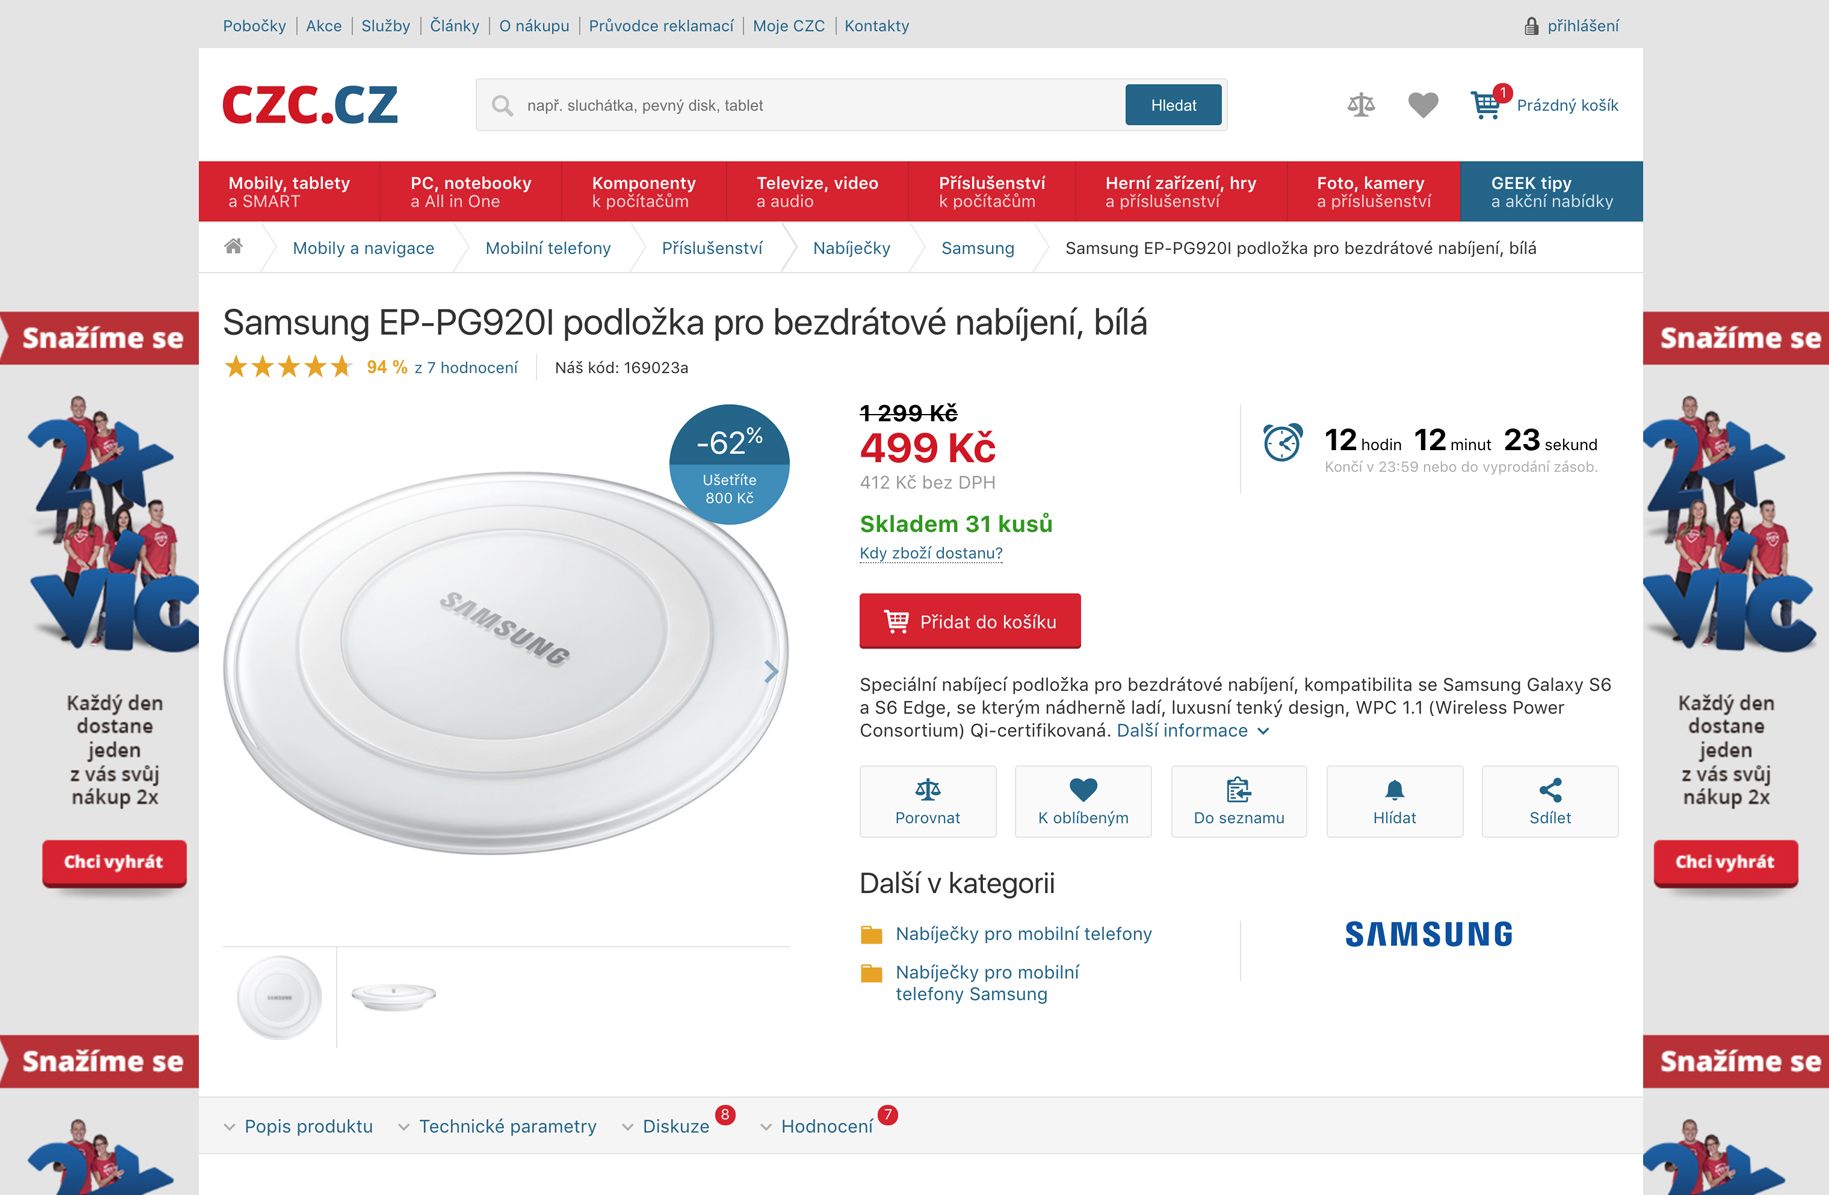 Pobočky | Akce | Služby | Články | O nákupu | Průvodce reklamací | Moje CZC | Kontakty
přihlášení
CZC.CZ
např. sluchátka, pevný disk, tablet
Hledat
1
Prázdný košík
Mobily, tablety
a SMART
PC, notebooky
a All in One
Komponenty
k počítačům
Televize, video
a audio
Příslušenství
k počítačům
Herní zařízení, hry
a příslušenství
Foto, kamery
a příslušenství
GEEK tipy
a akční nabídky
Mobily a navigace
Mobilní telefony
Příslušenství
Nabíječky
Samsung
Samsung EP-PG920I podložka pro bezdrátové nabíjení, bílá
Samsung EP-PG920I podložka pro bezdrátové nabíjení, bílá
94 % z 7 hodnocení
Náš kód: 169023a
-62%
Ušetříte
800 Kč
SAMSUNG
1 299 Kč
499 Kč
412 Kč bez DPH
12 hodin 12 minut 23 sekund
Končí v 23:59 nebo do vyprodání zásob.
Skladem 31 kusů
Kdy zboží dostanu?
Přidat do košíku
Speciální nabíjecí podložka pro bezdrátové nabíjení, kompatibilita se Samsung Galaxy S6
a S6 Edge, se kterým nádherně ladí, luxusní tenký design, WPC 1.1 (Wireless Power
Consortium) Qi-certifikovaná. Další informace
Porovnat
K oblíbeným
Do seznamu
Hlídat
Sdílet
Další v kategorii
Nabíječky pro mobilní telefony
Nabíječky pro mobilní
telefony Samsung
SAMSUNG
SAMSUNG
Popis produktu
Technické parametry
Diskuze
8
Hodnocení
7
Snažíme se
2x
víc
Každý den
dostane
jeden
z vás svůj
nákup 2x
Chci vyhrát
Snažíme se
2x
Snažíme se
2x
víc
Každý den
dostane
jeden
z vás svůj
nákup 2x
Chci vyhrát
Snažíme se
2x